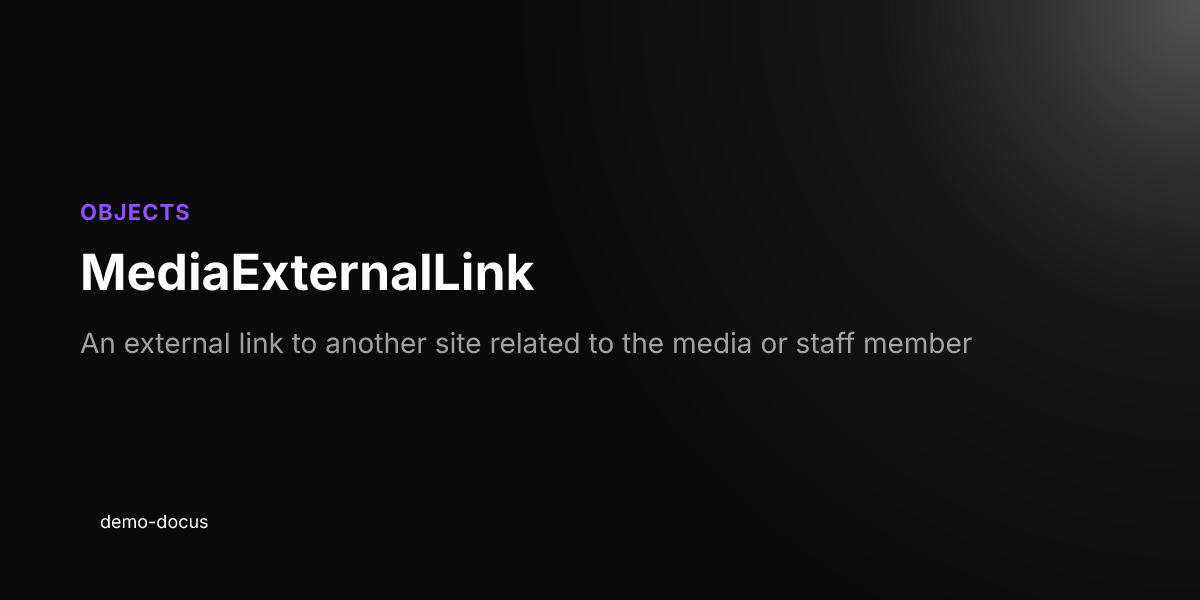 OBJECTS
MediaExternalLink
An external link to another site related to the media or staff member
demo-docus